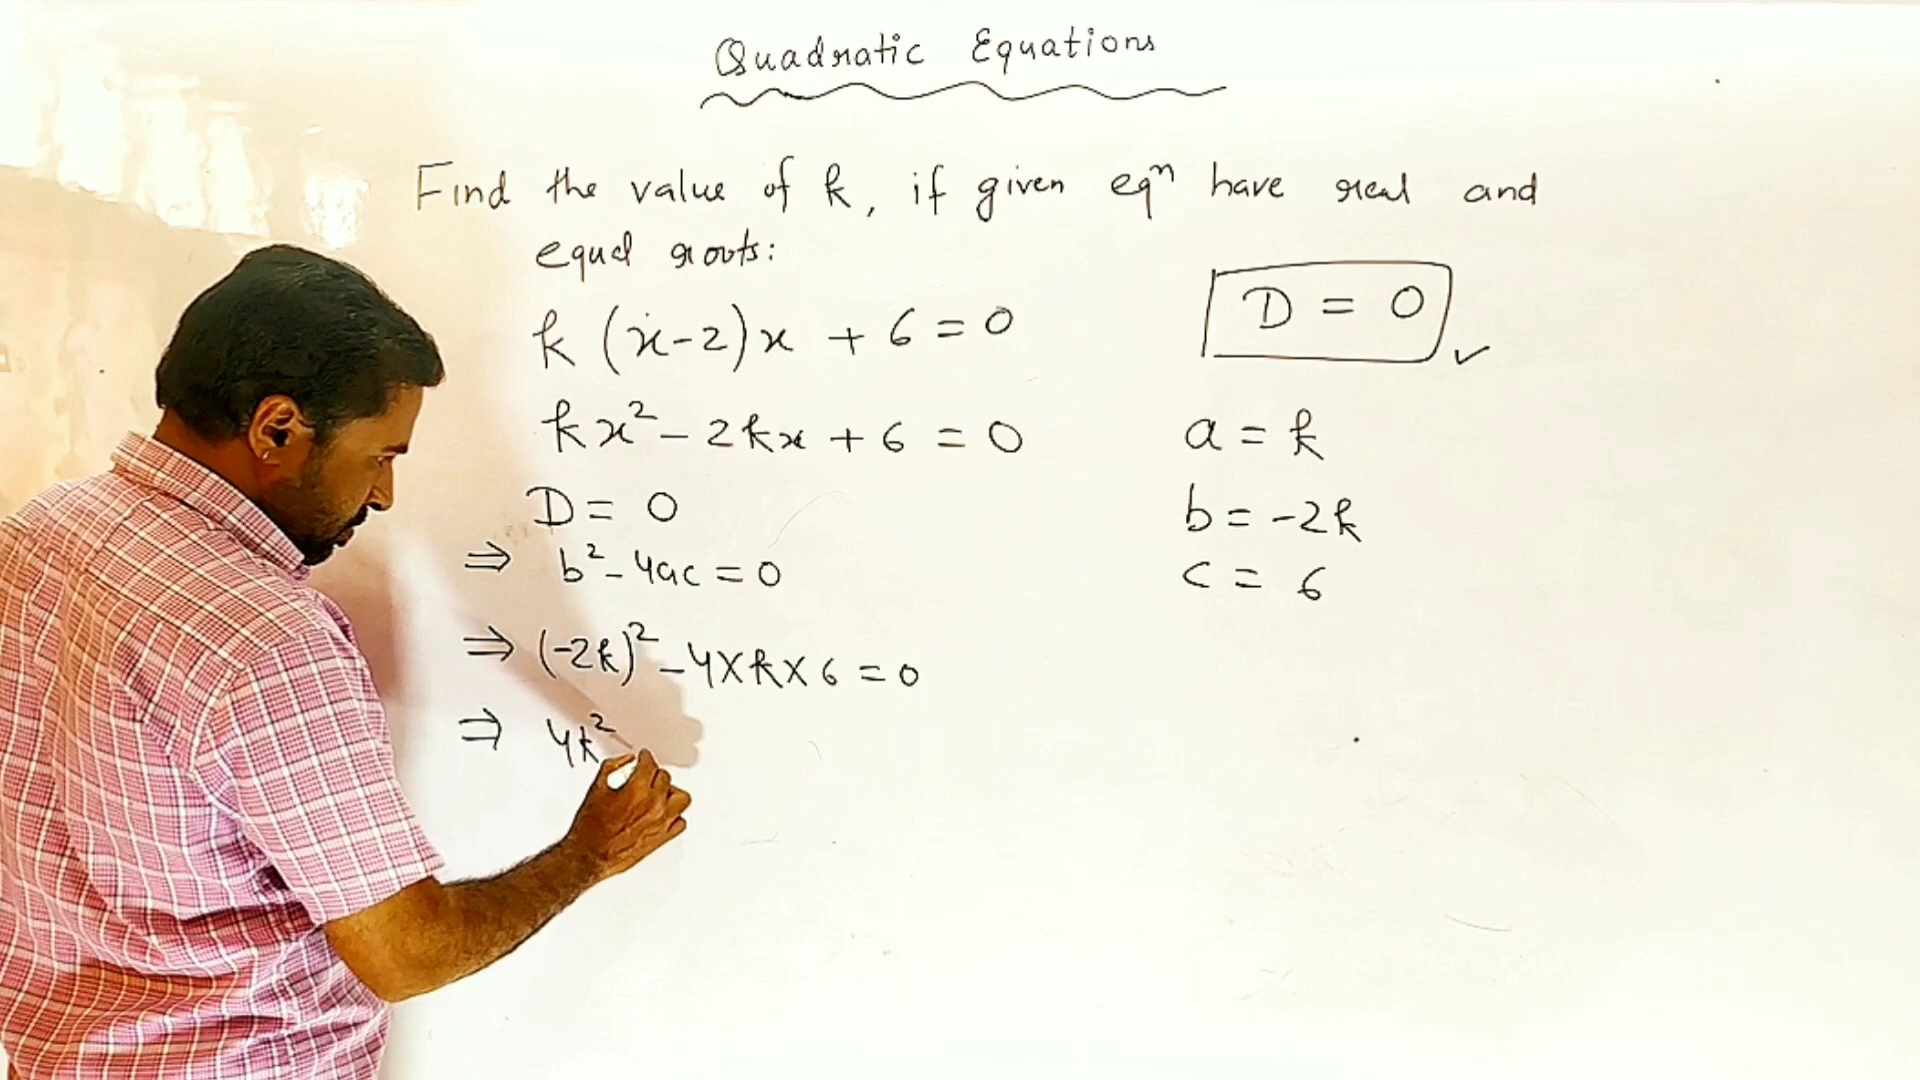 Quadratic Equations
Find the value of k, if given eqⁿ have real and
equal roots:
k (x-2)x + 6 = 0
D = 0
kx² - 2kx + 6 = 0
a = k
D = 0
b = -2k
⇒ b² - 4ac = 0
c = 6
⇒ (-2k)² - 4×k×6 = 0
⇒ 4k²